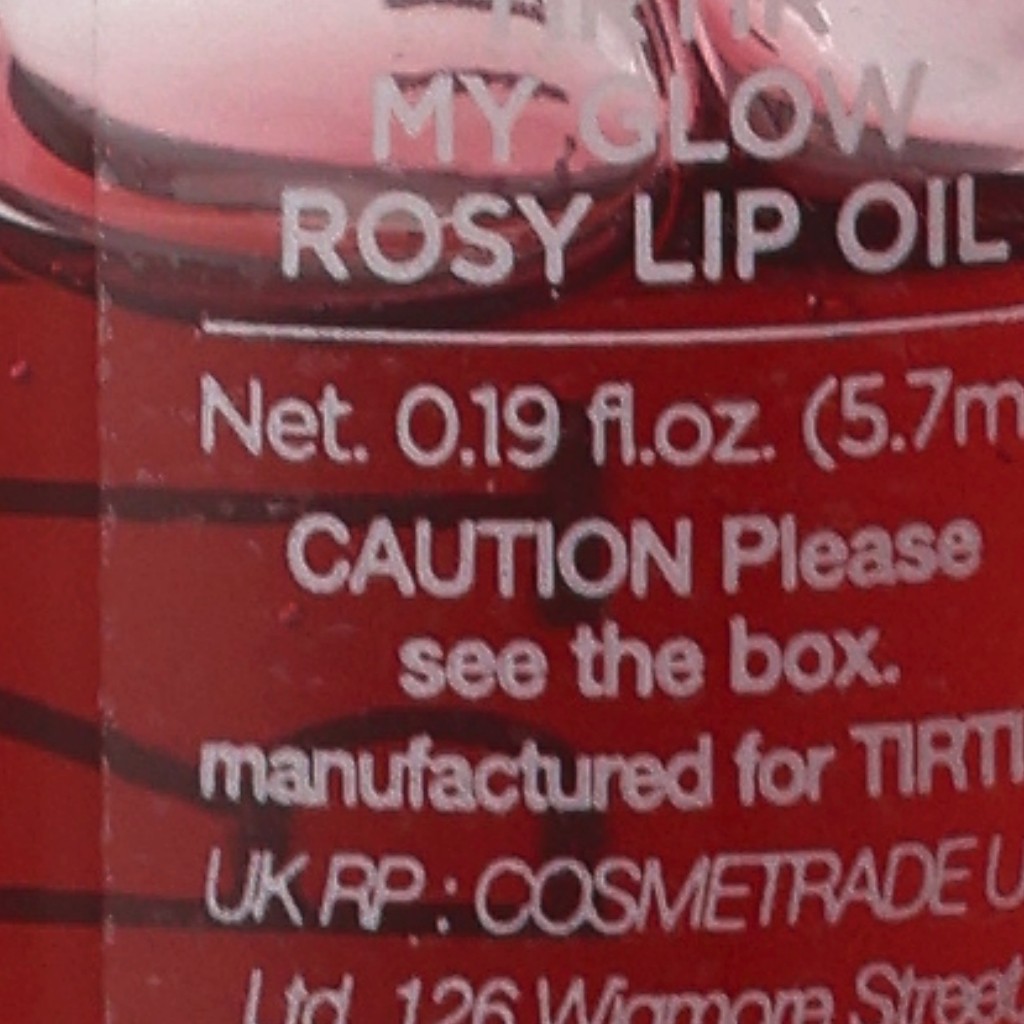 TIRTIR
MY GLOW
ROSY LIP OIL
Net. 0.19 fl.oz. (5.7m
CAUTION Please
see the box.
manufactured for TIRTI
UK RP : COSMETRADE U
Ltd. 126 Wigmore Street